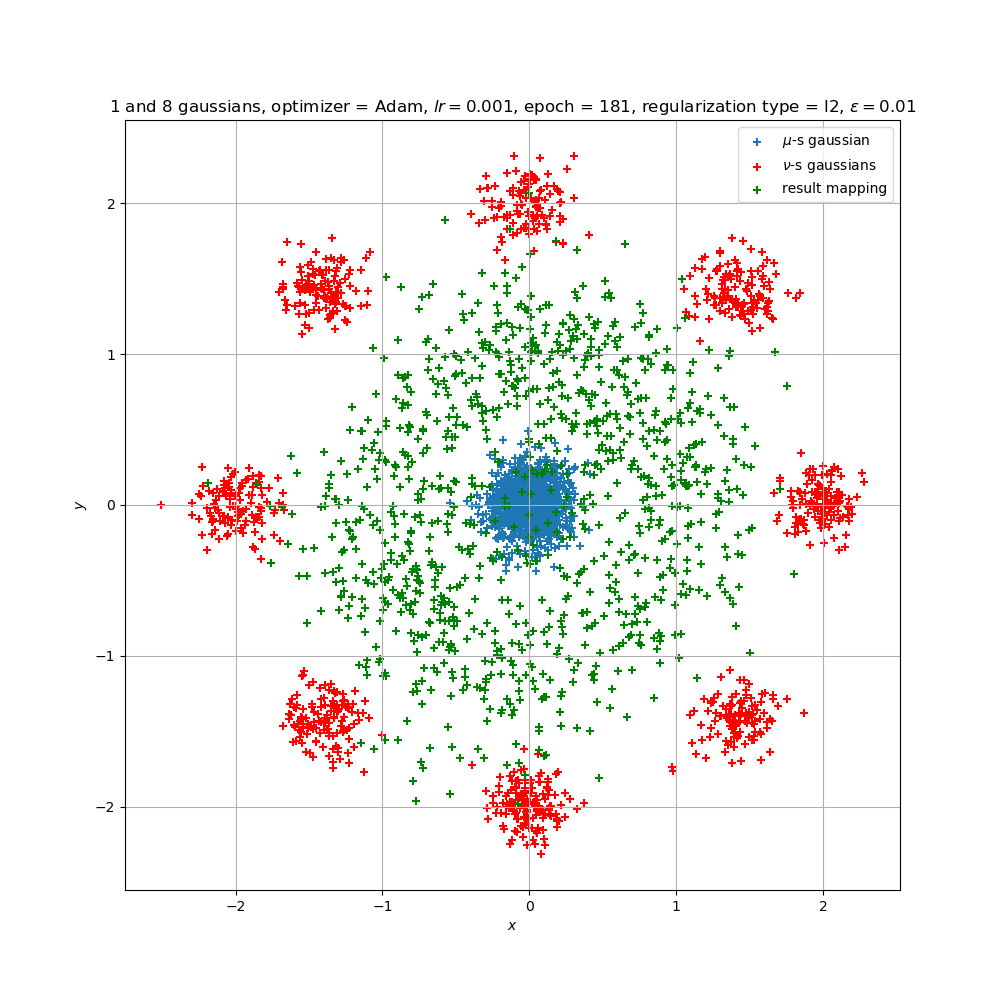 1 and 8 gaussians, optimizer = Adam, lr = 0.001, epoch = 181, regularization type = l2, ε = 0.01
μ-s gaussian
ν-s gaussians
result mapping
2
1
0
−1
−2
y
−2 −1 0 1 2
x